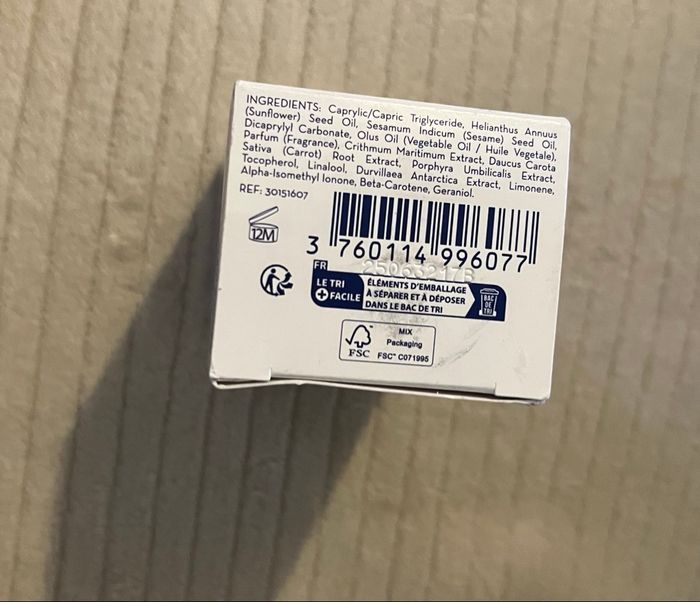 INGREDIENTS: Caprylic/Capric Triglyceride, Helianthus Annuus
(Sunflower) Seed Oil, Sesamum Indicum (Sesame) Seed Oil,
Dicaprylyl Carbonate, Olus Oil (Vegetable Oil / Huile Vegetale),
Parfum (Fragrance), Crithmum Maritimum Extract, Daucus Carota
Sativa (Carrot) Root Extract, Porphyra Umbilicalis Extract,
Tocopherol, Linalool, Durvillaea Antarctica Extract, Limonene,
Alpha-Isomethyl Ionone, Beta-Carotene, Geraniol.
REF: 30151607
12M
3 760114 996077
FR
LE TRI
+ FACILE
ÉLÉMENTS D'EMBALLAGE
À SÉPARER ET À DÉPOSER
DANS LE BAC DE TRI
BAC
DE
TRI
FSC
MIX
Packaging
FSC™ C071995